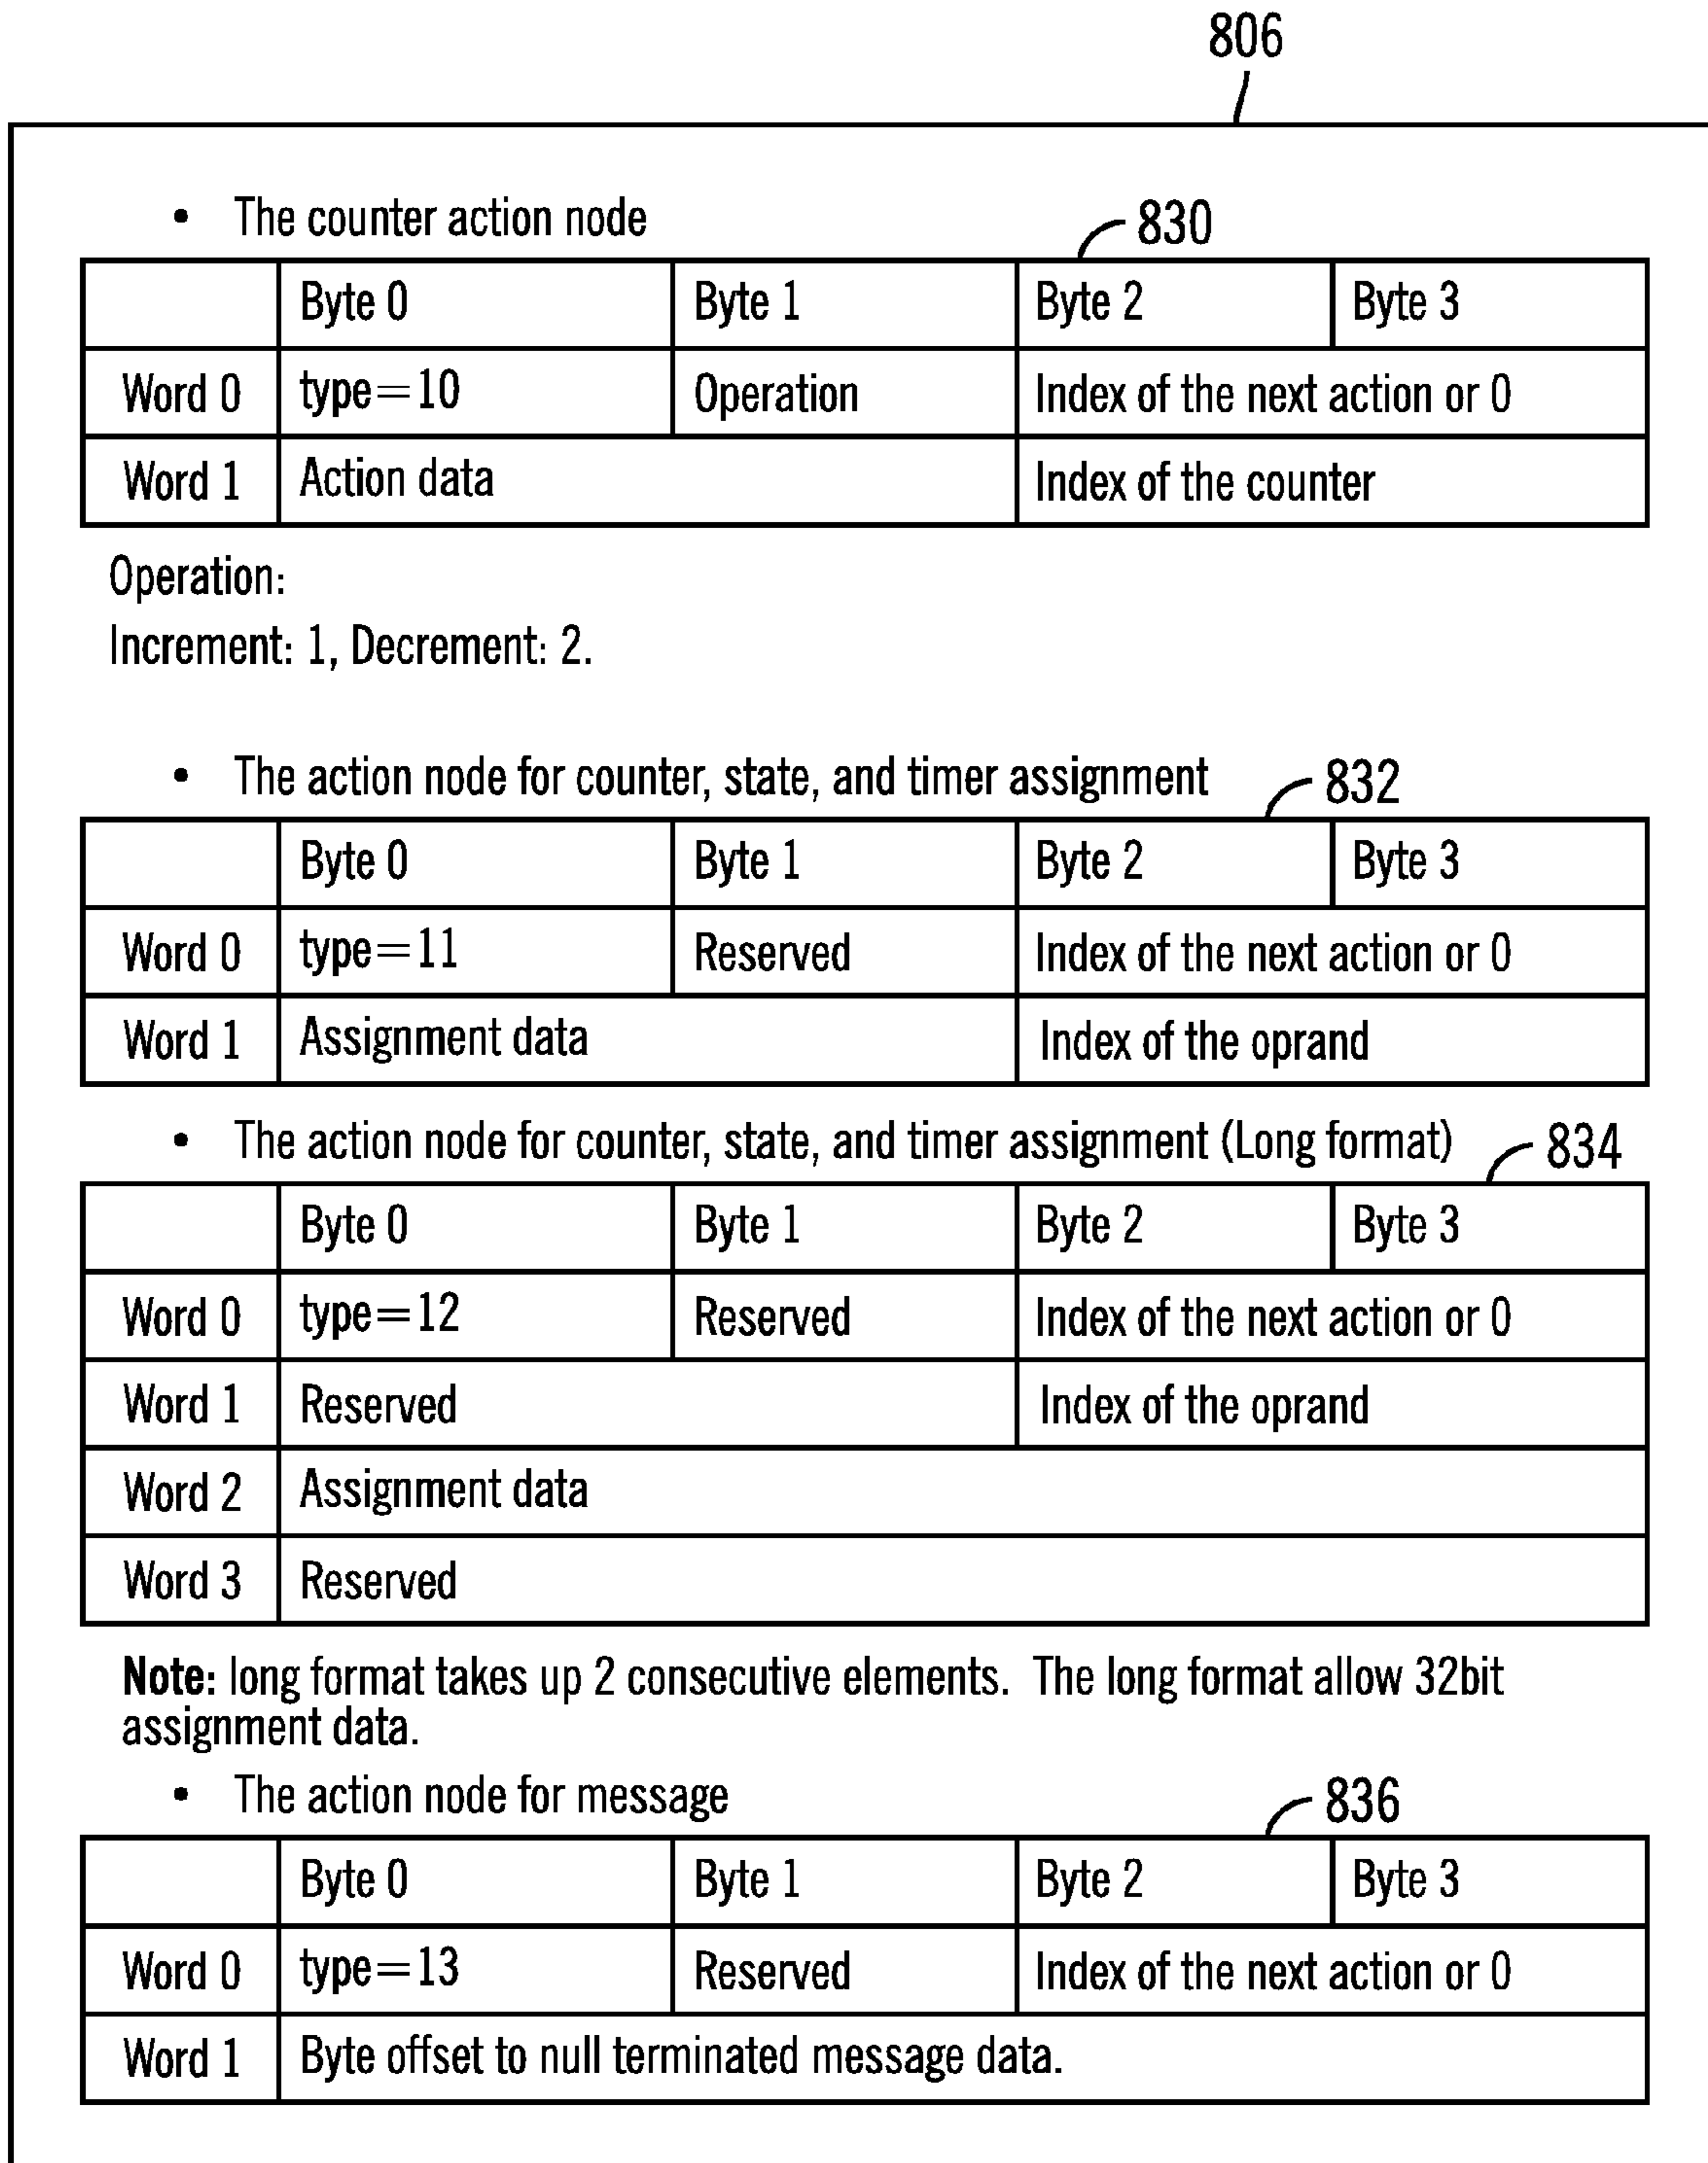 806
• The counter action node
830
Byte 0 Byte 1 Byte 2 Byte 3
Word 0 type=10 Operation Index of the next action or 0
Word 1 Action data Index of the counter
Operation:
Increment: 1, Decrement: 2.
• The action node for counter, state, and timer assignment
832
Byte 0 Byte 1 Byte 2 Byte 3
Word 0 type=11 Reserved Index of the next action or 0
Word 1 Assignment data Index of the oprand
• The action node for counter, state, and timer assignment (Long format)
834
Byte 0 Byte 1 Byte 2 Byte 3
Word 0 type=12 Reserved Index of the next action or 0
Word 1 Reserved Index of the oprand
Word 2 Assignment data
Word 3 Reserved
Note: long format takes up 2 consecutive elements. The long format allow 32bit
assignment data.
• The action node for message
836
Byte 0 Byte 1 Byte 2 Byte 3
Word 0 type=13 Reserved Index of the next action or 0
Word 1 Byte offset to null terminated message data.